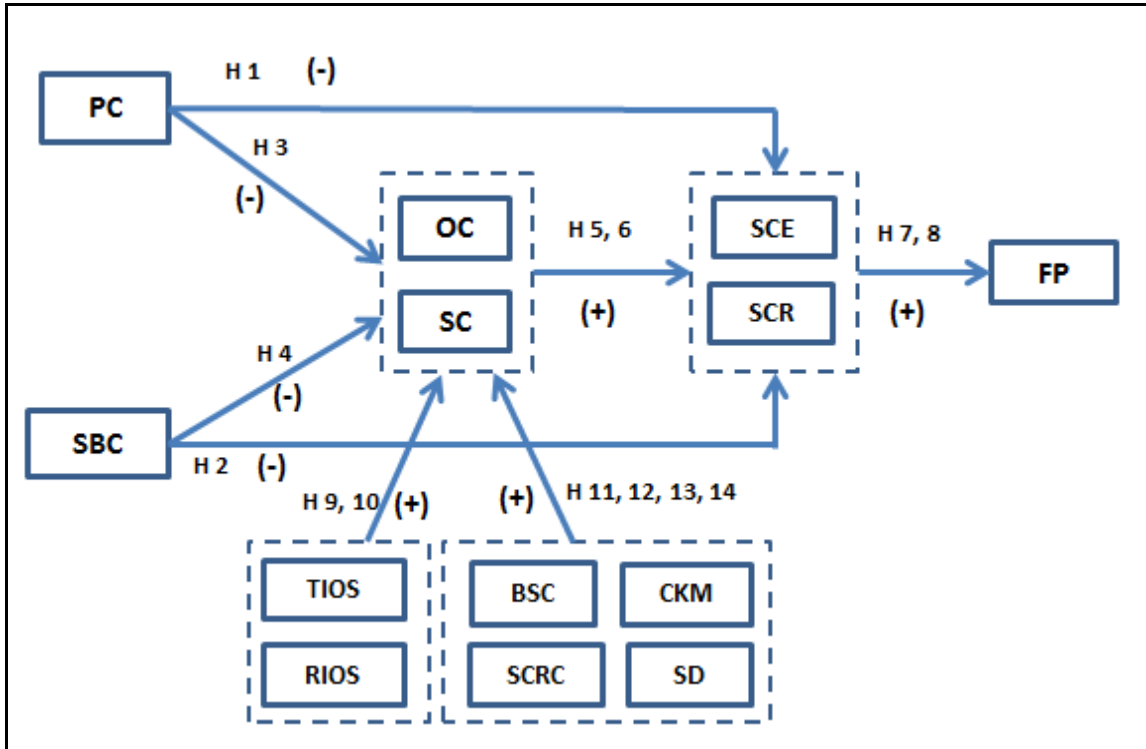 H 1 (-)
PC
H 3
(-)
OC
SC
H 5, 6
(+)
SCE
SCR
H 7, 8
(+)
FP
H 4
(-)
SBC
H 2 (-)
H 9, 10 (+)
(+) H 11, 12, 13, 14
TIOS
RIOS
BSC
CKM
SCRC
SD